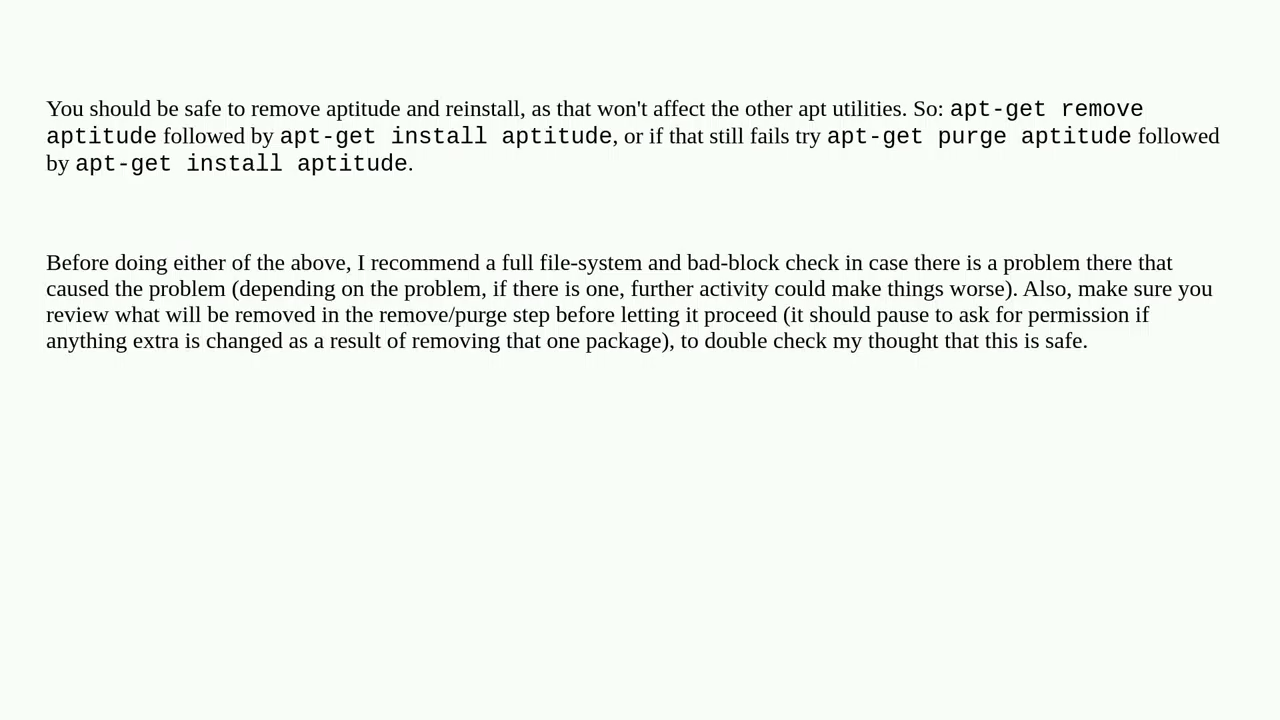 You should be safe to remove aptitude and reinstall, as that won't affect the other apt utilities. So: apt-get remove
aptitude followed by apt-get install aptitude, or if that still fails try apt-get purge aptitude followed
by apt-get install aptitude.
Before doing either of the above, I recommend a full file-system and bad-block check in case there is a problem there that
caused the problem (depending on the problem, if there is one, further activity could make things worse). Also, make sure you
review what will be removed in the remove/purge step before letting it proceed (it should pause to ask for permission if
anything extra is changed as a result of removing that one package), to double check my thought that this is safe.